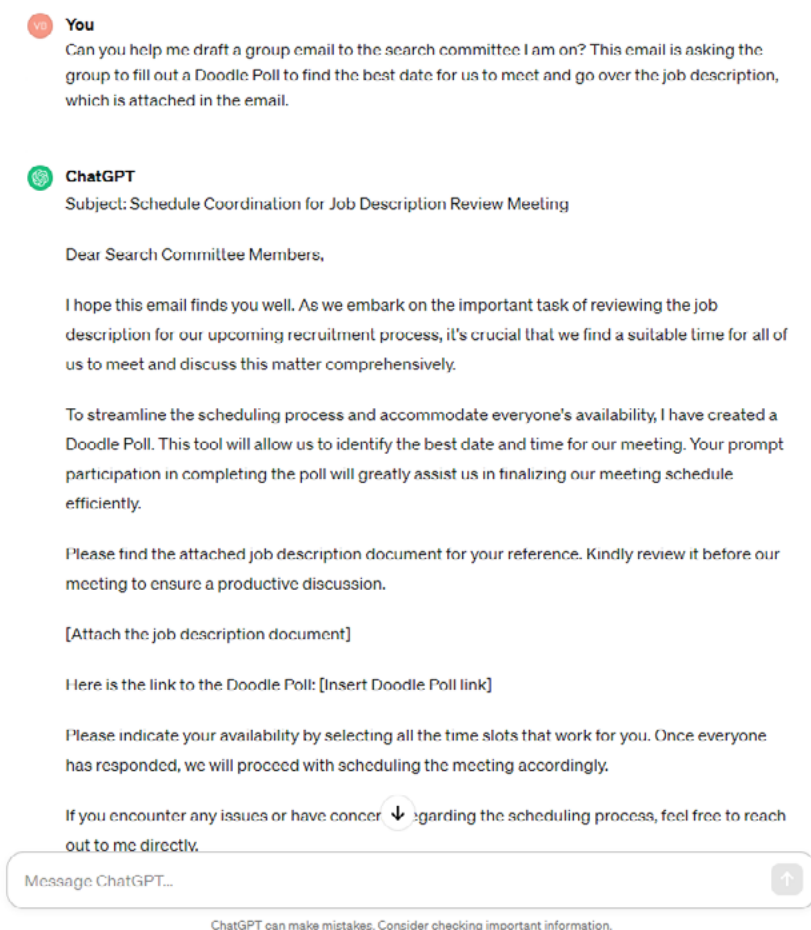 VD
You
Can you help me draft a group email to the search committee I am on? This email is asking the
group to fill out a Doodle Poll to find the best date for us to meet and go over the job description,
which is attached in the email.
ChatGPT
Subject: Schedule Coordination for Job Description Review Meeting
Dear Search Committee Members,
I hope this email finds you well. As we embark on the important task of reviewing the job
description for our upcoming recruitment process, it's crucial that we find a suitable time for all of
us to meet and discuss this matter comprehensively.
To streamline the scheduling process and accommodate everyone's availability, I have created a
Doodle Poll. This tool will allow us to identify the best date and time for our meeting. Your prompt
participation in completing the poll will greatly assist us in finalizing our meeting schedule
efficiently.
Please find the attached job description document for your reference. Kindly review it before our
meeting to ensure a productive discussion.
[Attach the job description document]
Here is the link to the Doodle Poll: [Insert Doodle Poll link]
Please indicate your availability by selecting all the time slots that work for you. Once everyone
has responded, we will proceed with scheduling the meeting accordingly.
If you encounter any issues or have concer garding the scheduling process, feel free to reach
out to me directly.
Message ChatGPT...
ChatGPT can make mistakes. Consider checking important information.